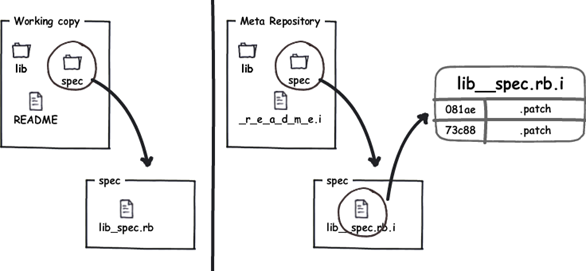 Working copy
lib
spec
README
spec
lib_spec.rb
Meta Repository
lib
spec
_r_e_a_d_m_e.i
spec
lib__spec.rb.i
lib__spec.rb.i
081ae .patch
73c88 .patch